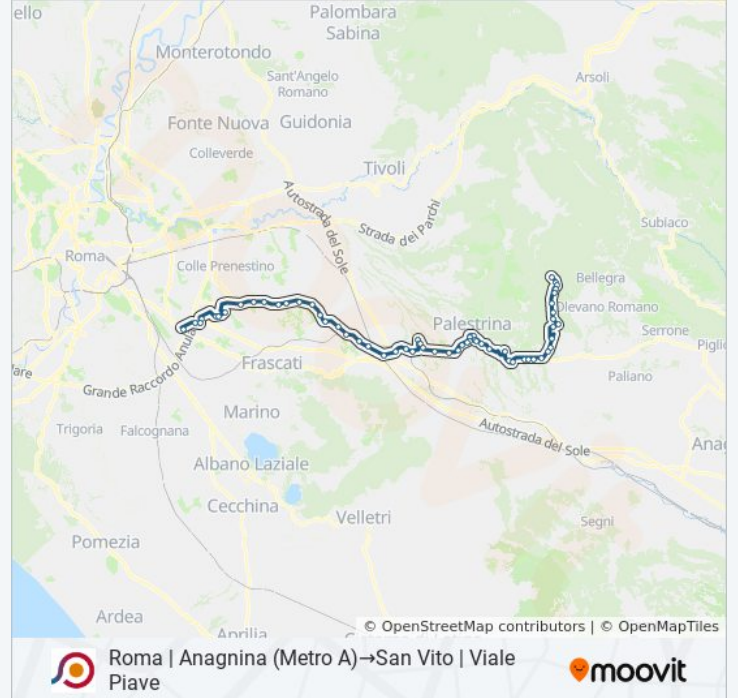 ello
Palombara
Sabina
Monterotondo
Arsoli
Sant'Angelo
Romano
Fonte Nuova
Guidonia
Colleverde
Tivoli
Autostrada del Sole
Strada dei Parchi
Subiaco
Roma
Colle Prenestino
Bellegra
Olevano Romano
Palestrina
Serrone
Piglio
Frascati
Paliano
lare
Grande Raccordo Anular
Marino
Trigoria
Falcognana
Autostrada del Sole
Anag
Albano Laziale
Cecchina
Velletri
Segni
Pomezia
Ardea
Aprilia
© OpenStreetMap contributors | © OpenMapTiles
Roma | Anagnina (Metro A)→San Vito | Viale
Piave
moovit